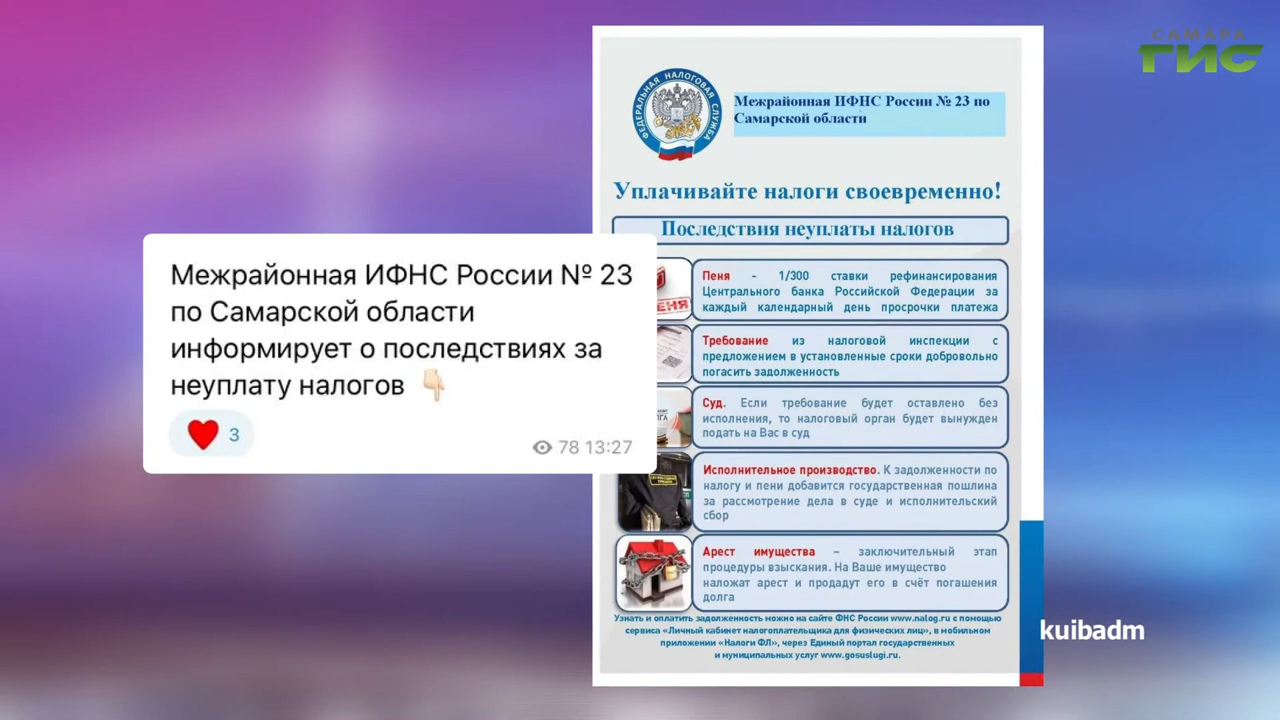 САМАРА
ГИС
ФЕДЕРАЛЬНАЯ НАЛОГОВАЯ СЛУЖБА
Межрайонная ИФНС России № 23 по
Самарской области
Уплачивайте налоги своевременно!
Последствия неуплаты налогов
Межрайонная ИФНС России № 23
по Самарской области
информирует о последствиях за
неуплату налогов 👇🏻
❤️ 3
78 13:27
Пеня - 1/300 ставки рефинансирования
Центрального банка Российской Федерации за
каждый календарный день просрочки платежа
Требование из налоговой инспекции с
предложением в установленные сроки добровольно
погасить задолженность
Суд. Если требование будет оставлено без
исполнения, то налоговый орган будет вынужден
подать на Вас в суд
Исполнительное производство. К задолженности по
налогу и пени добавится государственная пошлина
за рассмотрение дела в суде и исполнительский
сбор
Арест имущества – заключительный этап
процедуры взыскания. На Ваше имущество
наложат арест и продадут его в счёт погашения
долга
Узнать и оплатить задолженность можно на сайте ФНС России www.nalog.ru с помощью
сервиса «Личный кабинет налогоплательщика для физических лиц», в мобильном
приложении «Налоги ФЛ», через Единый портал государственных
и муниципальных услуг www.gosuslugi.ru.
kuibadm